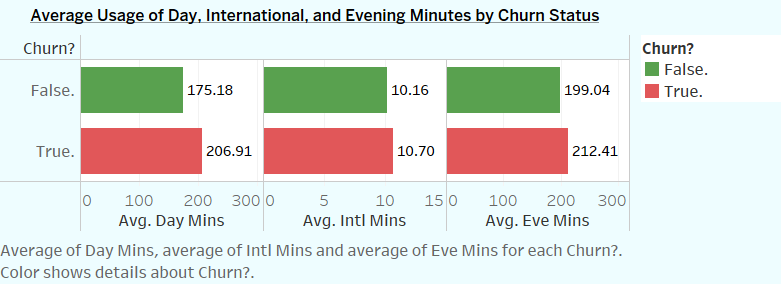 Average Usage of Day, International, and Evening Minutes by Churn Status
Churn?
False. 175.18 10.16 199.04
True. 206.91 10.70 212.41
0 100 200 300 0 5 10 15 0 100 200 300
Avg. Day Mins Avg. Intl Mins Avg. Eve Mins
Churn?
False.
True.
Average of Day Mins, average of Intl Mins and average of Eve Mins for each Churn?.
Color shows details about Churn?.